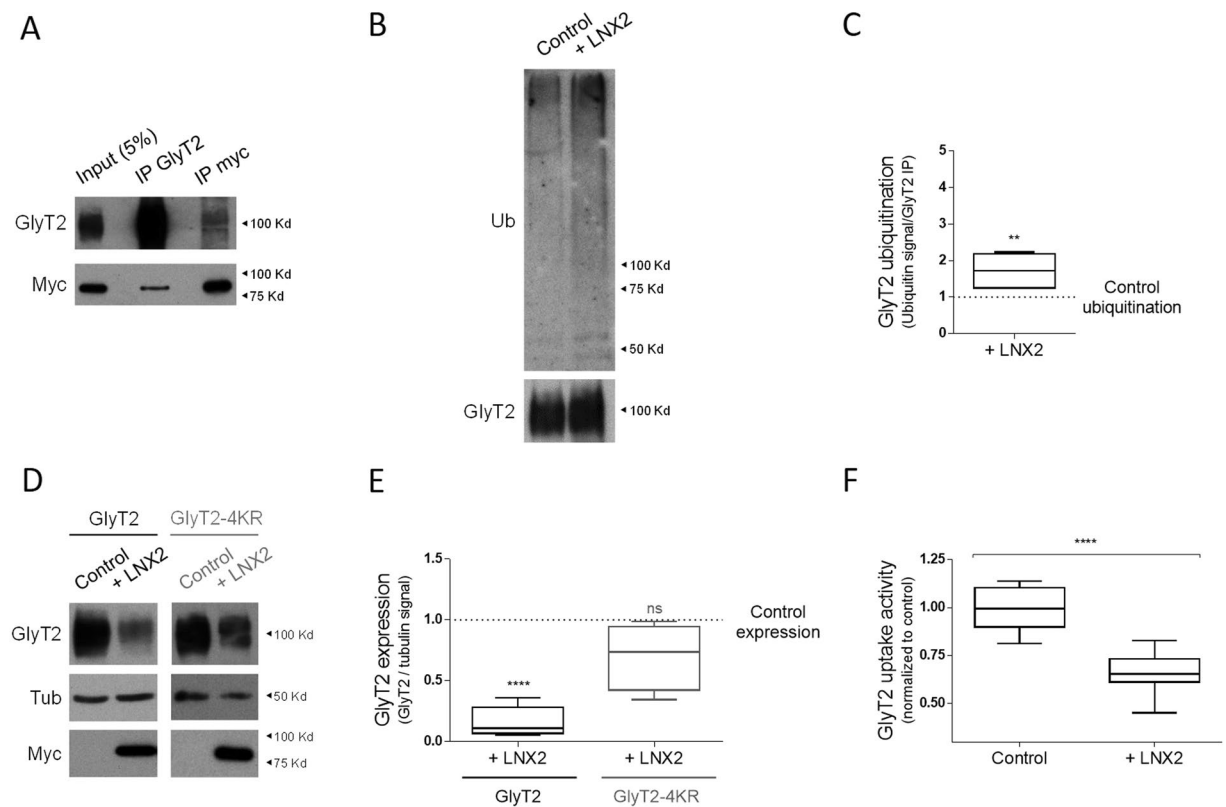 A
Input (5%)
IP GlyT2
IP myc
GlyT2
◄100 Kd
Myc
◄100 Kd
◄75 Kd
B
Control
+ LNX2
Ub
◄100 Kd
◄75 Kd
◄50 Kd
GlyT2
◄100 Kd
C
GlyT2 ubiquitination
(Ubiquitin signal/GlyT2 IP)
5
4
3
2
1
0
**
Control
ubiquitination
+ LNX2
D
GlyT2
GlyT2-4KR
Control
+ LNX2
Control
+ LNX2
GlyT2
◄100 Kd
Tub
◄50 Kd
Myc
◄100 Kd
◄75 Kd
E
GlyT2 expression
(GlyT2 / tubulin signal)
1.5
1.0
0.5
0.0
****
ns
Control
expression
+ LNX2
+ LNX2
GlyT2
GlyT2-4KR
F
GlyT2 uptake activity
(normalized to control)
1.25
1.00
0.75
0.50
****
Control
+ LNX2